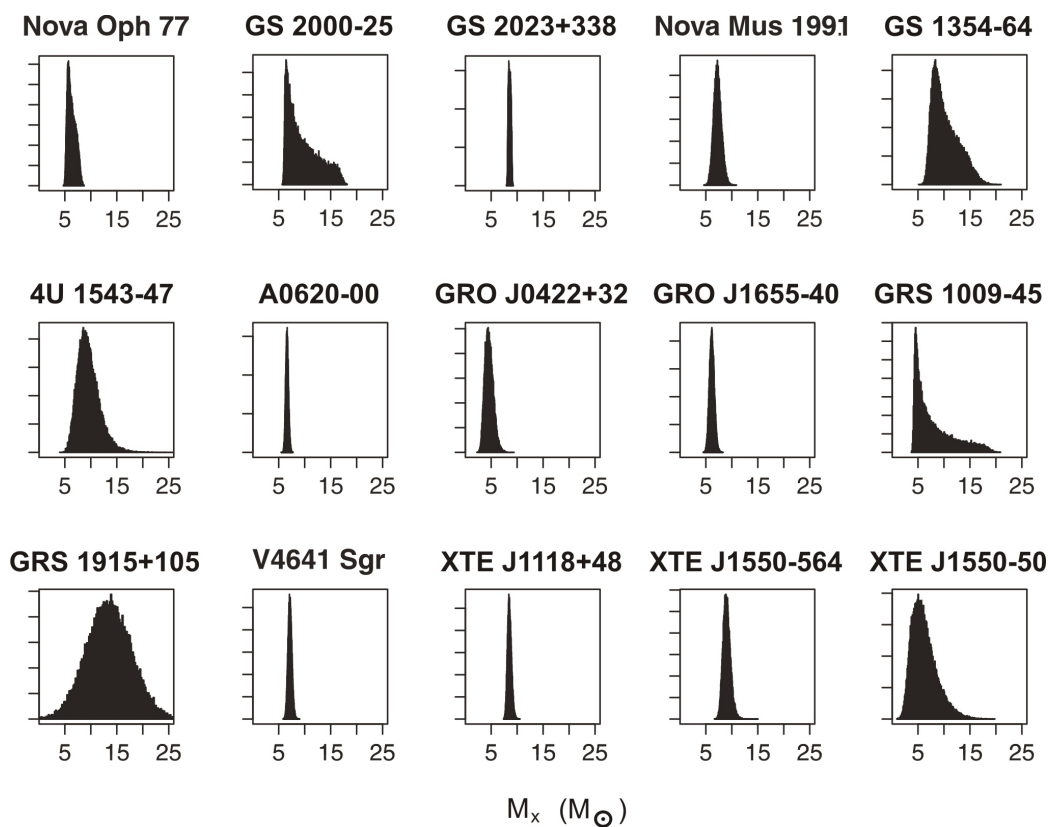 Nova Oph 77 GS 2000-25 GS 2023+338 Nova Mus 1991 GS 1354-64
5 15 25 5 15 25 5 15 25 5 15 25 5 15 25
4U 1543-47 A0620-00 GRO J0422+32 GRO J1655-40 GRS 1009-45
5 15 25 5 15 25 5 15 25 5 15 25 5 15 25
GRS 1915+105 V4641 Sgr XTE J1118+48 XTE J1550-564 XTE J1550-50
5 15 25 5 15 25 5 15 25 5 15 25 5 15 25
Mₓ (M⊙)